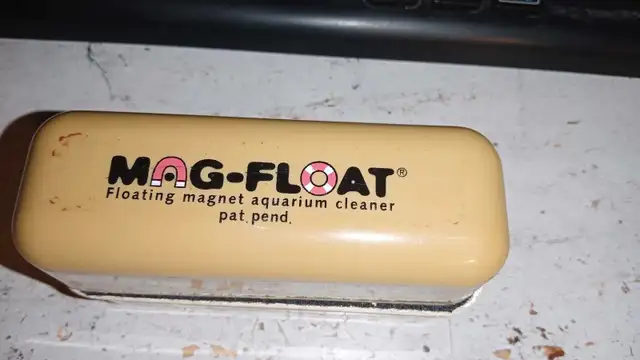 MAG-FLOAT®
Floating magnet aquarium cleaner
pat. pend.